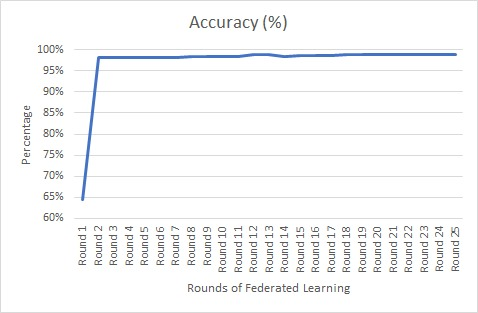 Accuracy (%)
100%
95%
90%
85%
80%
75%
70%
65%
60%
Percentage
Round 1
Round 2
Round 3
Round 4
Round 5
Round 6
Round 7
Round 8
Round 9
Round 10
Round 11
Round 12
Round 13
Round 14
Round 15
Round 16
Round 17
Round 18
Round 19
Round 20
Round 21
Round 22
Round 23
Round 24
Round 25
Rounds of Federated Learning